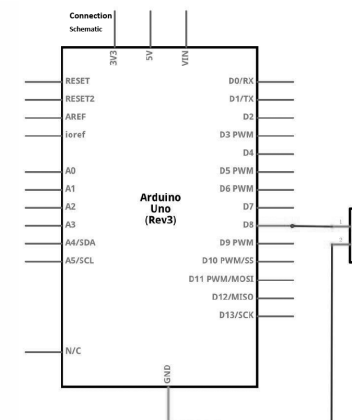 Connection
Schematic
3V3
5V
VIN
RESET
RESET2
AREF
ioref
A0
A1
A2
A3
A4/SDA
A5/SCL
N/C
Arduino
Uno
(Rev3)
D0/RX
D1/TX
D2
D3 PWM
D4
D5 PWM
D6 PWM
D7
D8
D9 PWM
D10 PWM/SS
D11 PWM/MOSI
D12/MISO
D13/SCK
GND
1